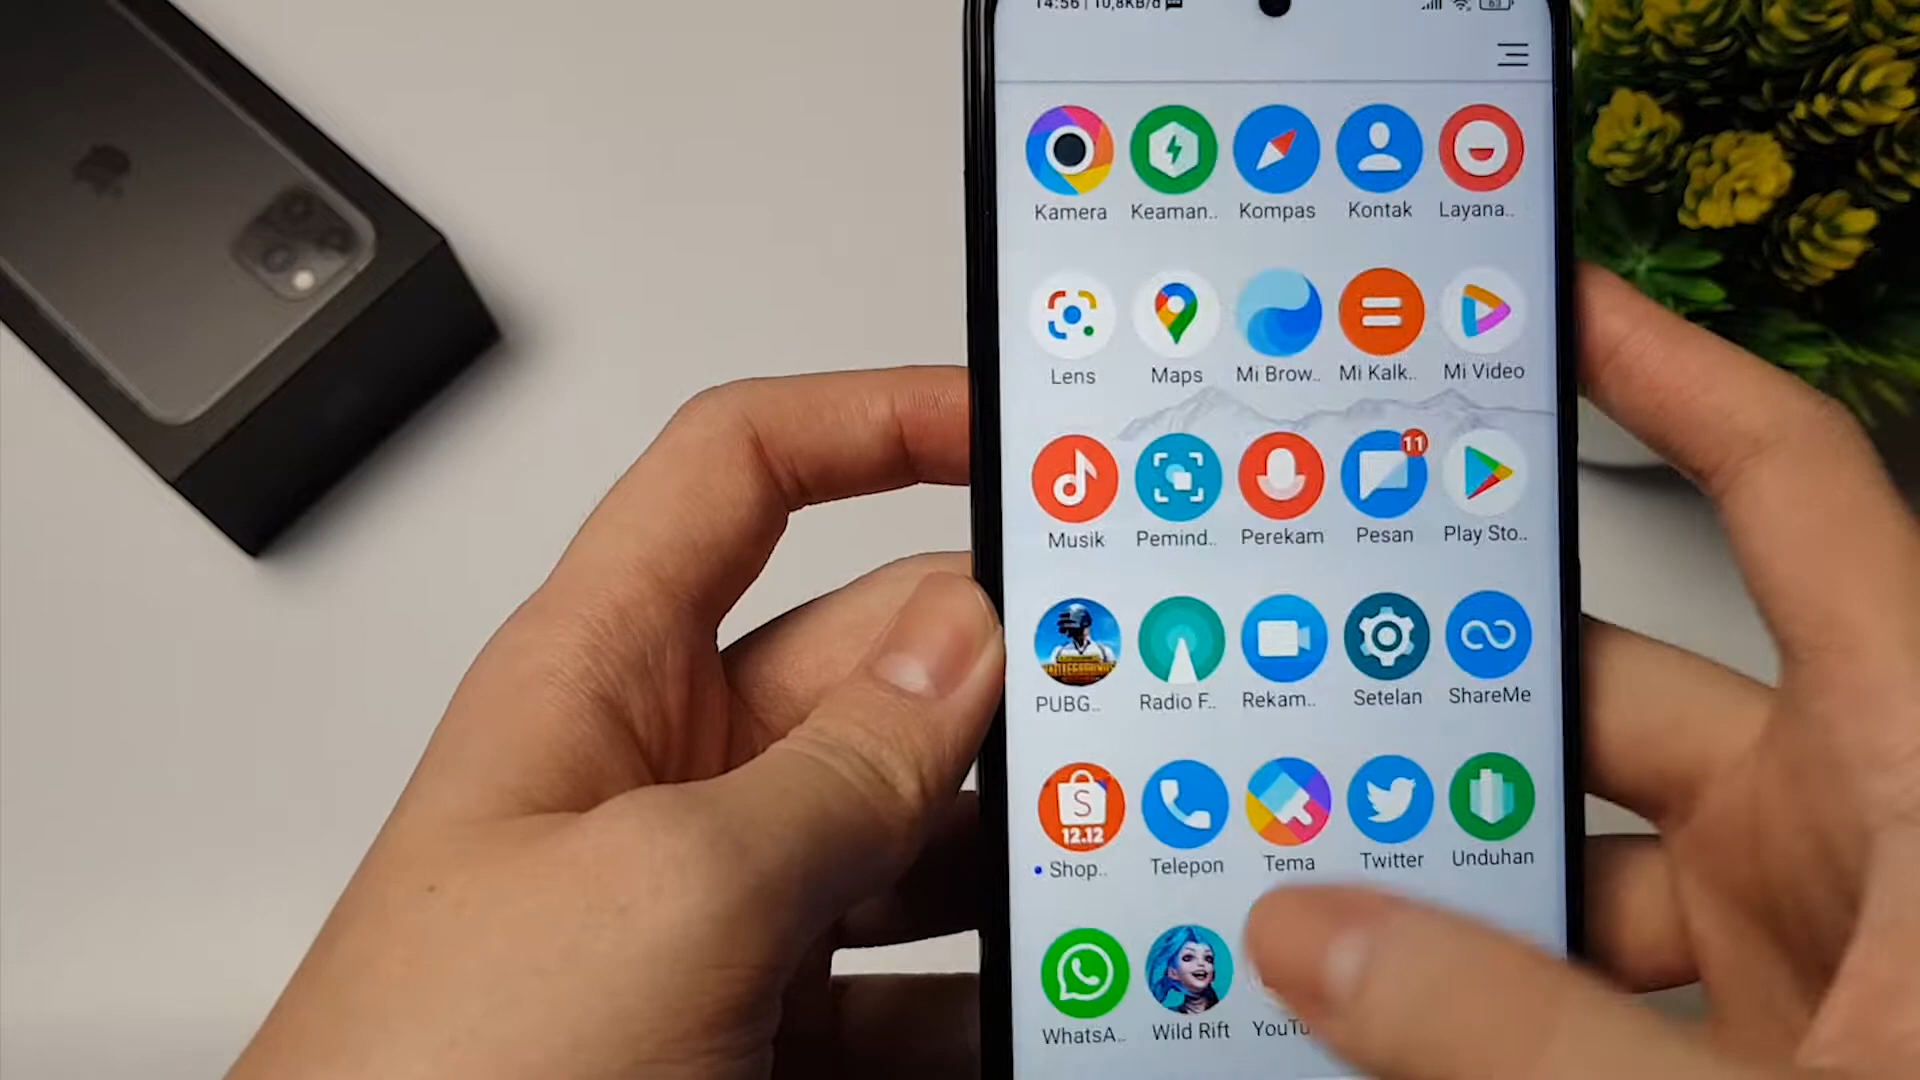 14:56 | 10,8KB/d
63
Kamera Keaman.. Kompas Kontak Layana..
Lens Maps Mi Brow.. Mi Kalk.. Mi Video
11
Musik Pemind.. Perekam Pesan Play Sto..
PUBG.. Radio F.. Rekam.. Setelan ShareMe
S
12.12
Shop.. Telepon Tema Twitter Unduhan
WhatsA.. Wild Rift YouTu